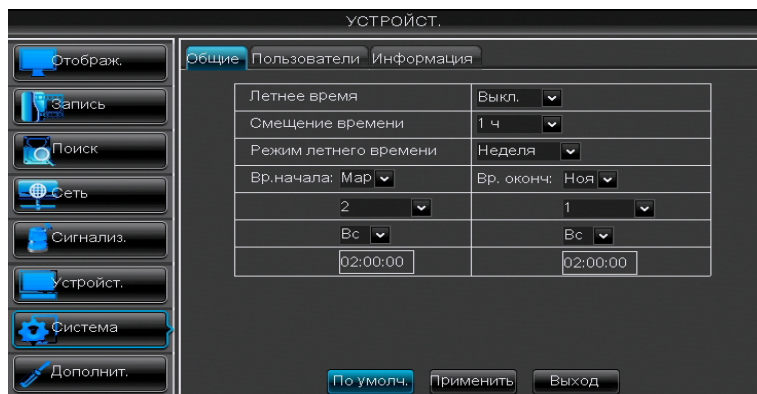 УСТРОЙСТ.
Отображ.
Запись
Поиск
Сеть
Сигнализ.
Устройст.
Система
Дополнит.
Общие Пользователи Информация
Летнее время Выкл.
Смещение времени 1 ч
Режим летнего времени Неделя
Вр.начала: Мар Вр. оконч: Ноя
2 1
Вс Вс
02:00:00 02:00:00
По умолч. Применить Выход